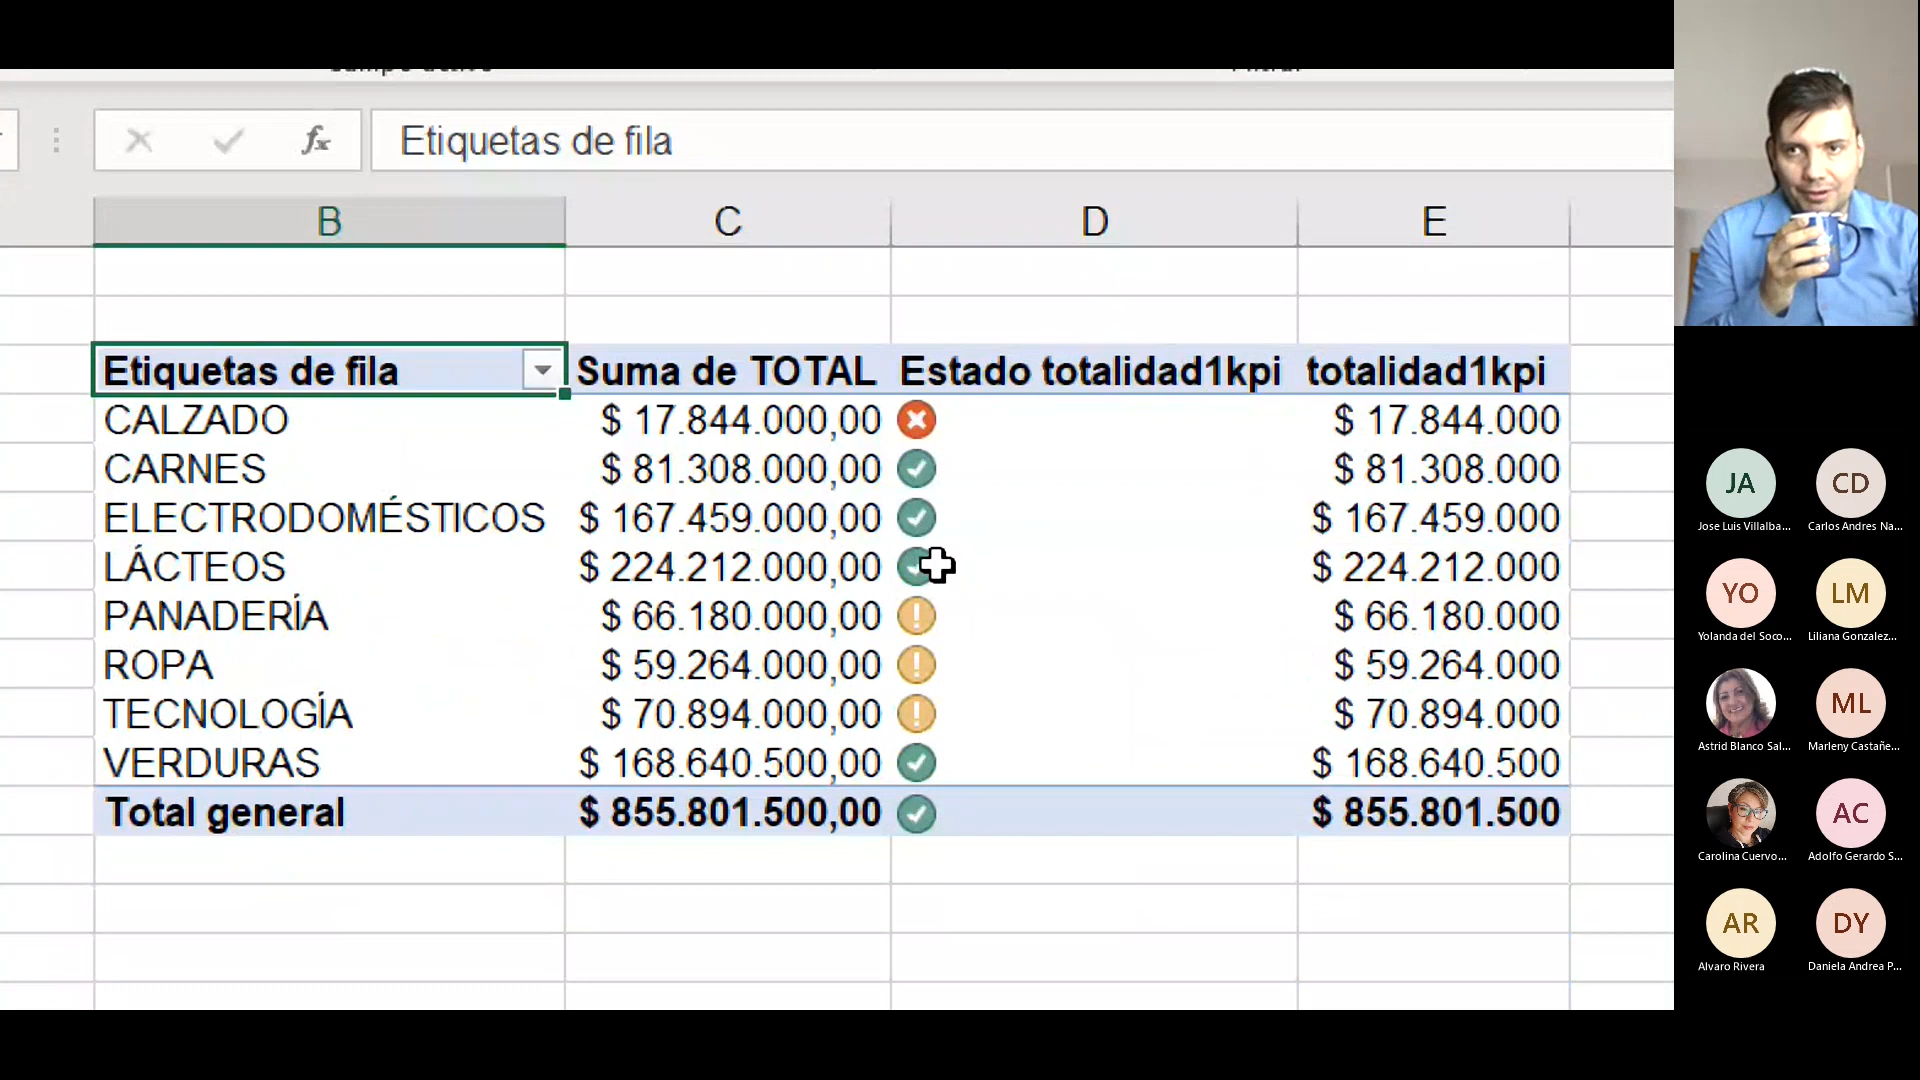 fx Etiquetas de fila
B C D E
Etiquetas de fila Suma de TOTAL Estado totalidad1kpi totalidad1kpi
CALZADO $ 17.844.000,00 $ 17.844.000
CARNES $ 81.308.000,00 $ 81.308.000
ELECTRODOMÉSTICOS $ 167.459.000,00 $ 167.459.000
LÁCTEOS $ 224.212.000,00 $ 224.212.000
PANADERÍA $ 66.180.000,00 $ 66.180.000
ROPA $ 59.264.000,00 $ 59.264.000
TECNOLOGÍA $ 70.894.000,00 $ 70.894.000
VERDURAS $ 168.640.500,00 $ 168.640.500
Total general $ 855.801.500,00 $ 855.801.500
JA CD
Jose Luis Villalba... Carlos Andres Na...
YO LM
Yolanda del Soco... Liliana Gonzalez...
ML
Astrid Blanco Sal... Marleny Castañe...
AC
Carolina Cuervo... Adolfo Gerardo S...
AR DY
Alvaro Rivera Daniela Andrea P...